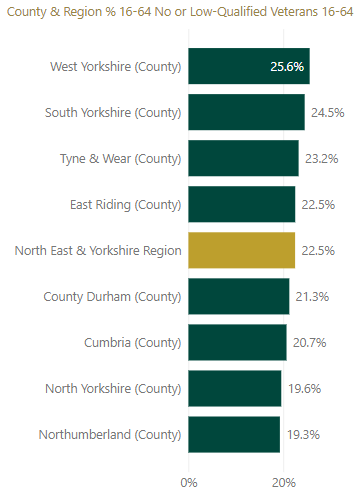 County & Region % 16-64 No or Low-Qualified Veterans 16-64
West Yorkshire (County) 25.6%
South Yorkshire (County) 24.5%
Tyne & Wear (County) 23.2%
East Riding (County) 22.5%
North East & Yorkshire Region 22.5%
County Durham (County) 21.3%
Cumbria (County) 20.7%
North Yorkshire (County) 19.6%
Northumberland (County) 19.3%
0% 20%